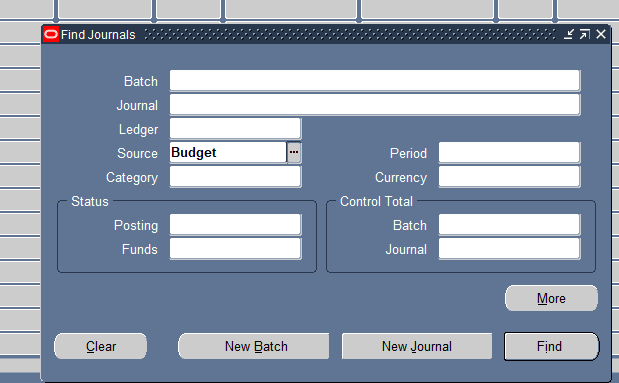 Find Journals
Batch
Journal
Ledger
Source Budget ...
Period
Category
Currency
Status
Control Total
Posting
Batch
Funds
Journal
More
Clear
New Batch
New Journal
Find